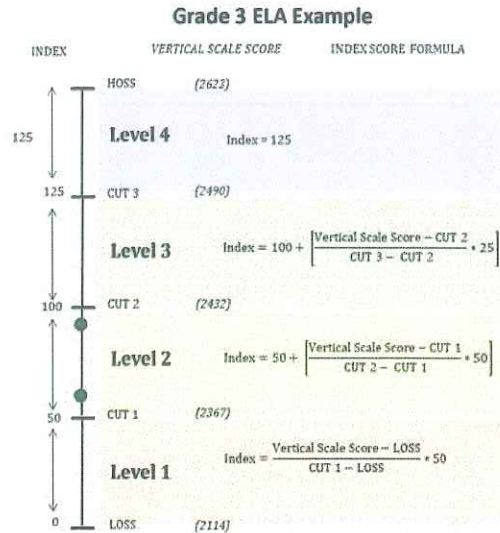 Grade 3 ELA Example
INDEX VERTICAL SCALE SCORE INDEX SCORE FORMULA
HOSS (2623)
125 Level 4 Index = 125
125 CUT 3 (2490)
Level 3 Index = 100 + [Vertical Scale Score – CUT 2 / CUT 3 – CUT 2 * 25]
100 CUT 2 (2432)
Level 2 Index = 50 + [Vertical Scale Score – CUT 1 / CUT 2 – CUT 1 * 50]
50 CUT 1 (2367)
Level 1 Index = Vertical Scale Score – LOSS / CUT 1 – LOSS * 50
0 LOSS (2114)